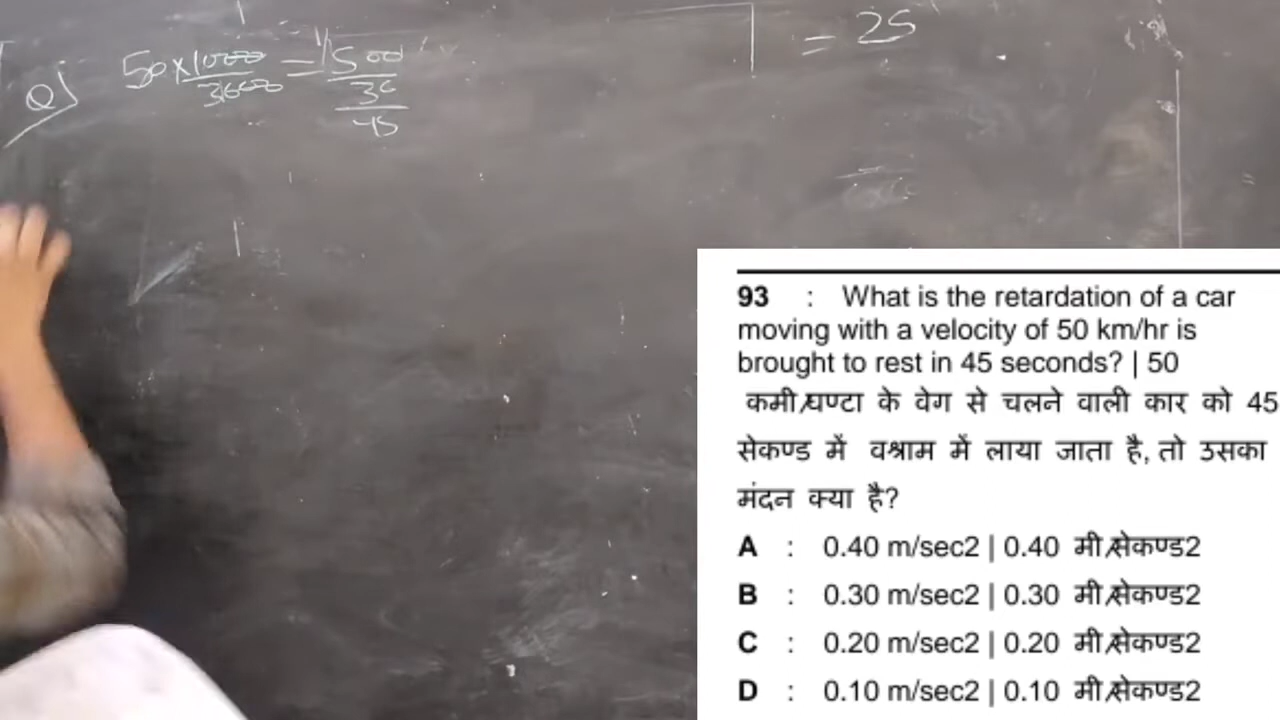 Q) 50×1000/3600 = 500/36/45
= 25
93 : What is the retardation of a car
moving with a velocity of 50 km/hr is
brought to rest in 45 seconds? | 50
कमी/घण्टा के वेग से चलने वाली कार को 45
सेकण्ड में वश्राम में लाया जाता है, तो उसका
मंदन क्या है?
A : 0.40 m/sec2 | 0.40 मी/सेकण्ड2
B : 0.30 m/sec2 | 0.30 मी/सेकण्ड2
C : 0.20 m/sec2 | 0.20 मी/सेकण्ड2
D : 0.10 m/sec2 | 0.10 मी/सेकण्ड2